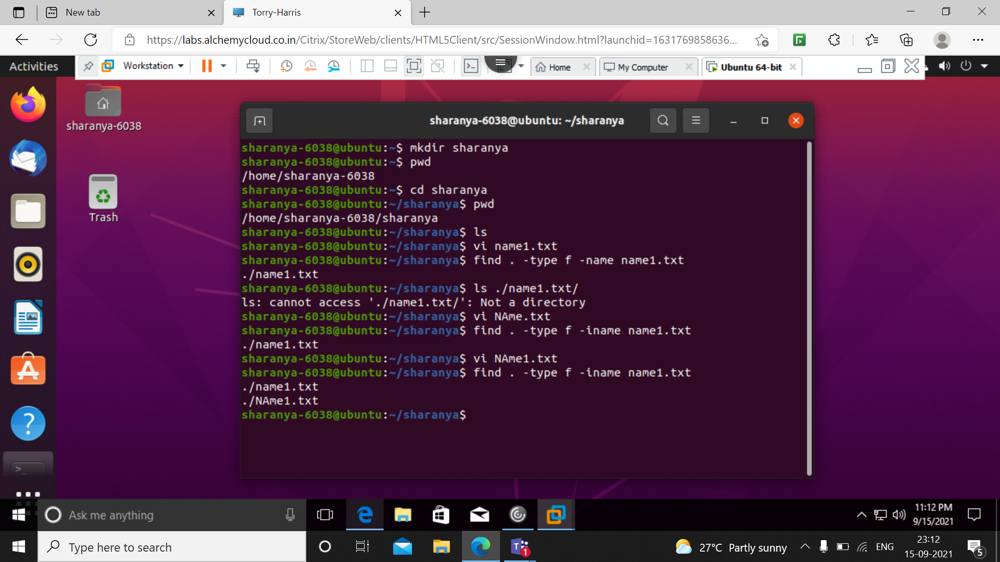 New tab
Torry-Harris
https://labs.alchemycloud.co.in/Citrix/StoreWeb/clients/HTML5Client/src/SessionWindow.html?launchid=1631769858636...
Activities
Workstation
Home
My Computer
Ubuntu 64-bit
sharanya-6038
Trash
sharanya-6038@ubuntu: ~/sharanya
sharanya-6038@ubuntu:~$ mkdir sharanya
sharanya-6038@ubuntu:~$ pwd
/home/sharanya-6038
sharanya-6038@ubuntu:~$ cd sharanya
sharanya-6038@ubuntu:~/sharanya$ pwd
/home/sharanya-6038/sharanya
sharanya-6038@ubuntu:~/sharanya$ ls
sharanya-6038@ubuntu:~/sharanya$ vi name1.txt
sharanya-6038@ubuntu:~/sharanya$ find . -type f -name name1.txt
./name1.txt
sharanya-6038@ubuntu:~/sharanya$ ls ./name1.txt/
ls: cannot access './name1.txt/': Not a directory
sharanya-6038@ubuntu:~/sharanya$ vi NAme.txt
sharanya-6038@ubuntu:~/sharanya$ find . -type f -iname name1.txt
./name1.txt
sharanya-6038@ubuntu:~/sharanya$ vi NAme1.txt
sharanya-6038@ubuntu:~/sharanya$ find . -type f -iname name1.txt
./name1.txt
./NAme1.txt
sharanya-6038@ubuntu:~/sharanya$
Ask me anything
11:12 PM
9/15/2021
Type here to search
1
27°C Partly sunny
ENG
23:12
15-09-2021
5